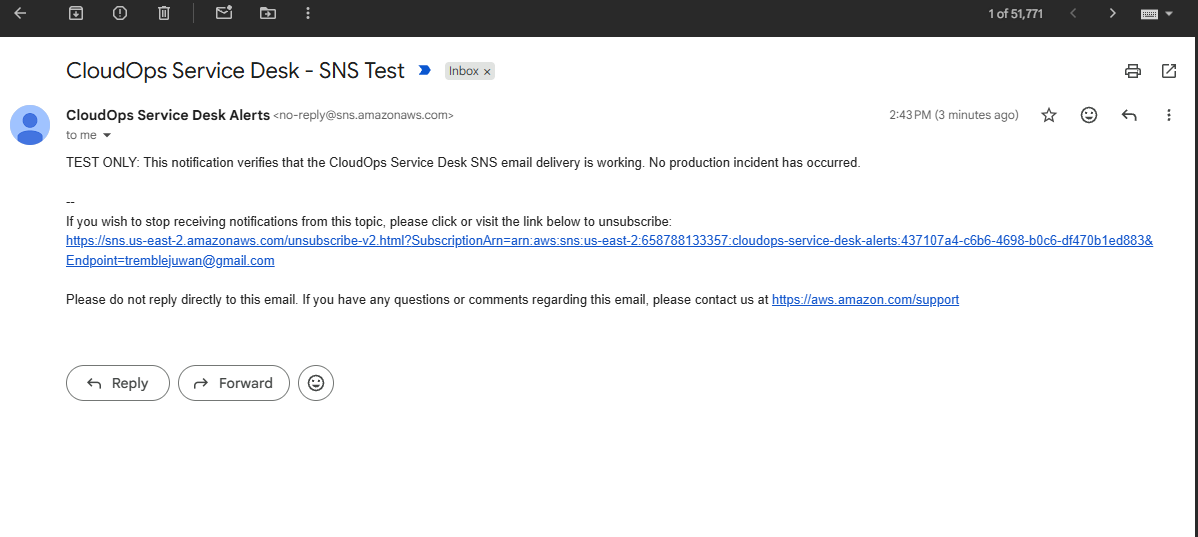 1 of 51,771
CloudOps Service Desk - SNS Test
Inbox ×
CloudOps Service Desk Alerts <no-reply@sns.amazonaws.com>
2:43 PM (3 minutes ago)
to me
TEST ONLY: This notification verifies that the CloudOps Service Desk SNS email delivery is working. No production incident has occurred.
--
If you wish to stop receiving notifications from this topic, please click or visit the link below to unsubscribe:
https://sns.us-east-2.amazonaws.com/unsubscribe-v2.html?SubscriptionArn=arn:aws:sns:us-east-2:658788133357:cloudops-service-desk-alerts:437107a4-c6b6-4698-b0c6-df470b1ed883&
Endpoint=tremblejuwan@gmail.com
Please do not reply directly to this email. If you have any questions or comments regarding this email, please contact us at https://aws.amazon.com/support
Reply
Forward